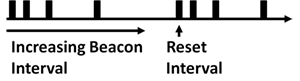 Increasing Beacon
Interval
Reset
Interval